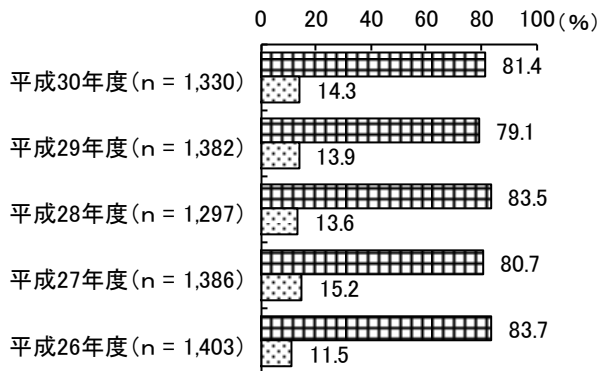 0 20 40 60 80 100(%)
平成30年度(n = 1,330) 81.4
14.3
平成29年度(n = 1,382) 79.1
13.9
平成28年度(n = 1,297) 83.5
13.6
平成27年度(n = 1,386) 80.7
15.2
平成26年度(n = 1,403) 83.7
11.5